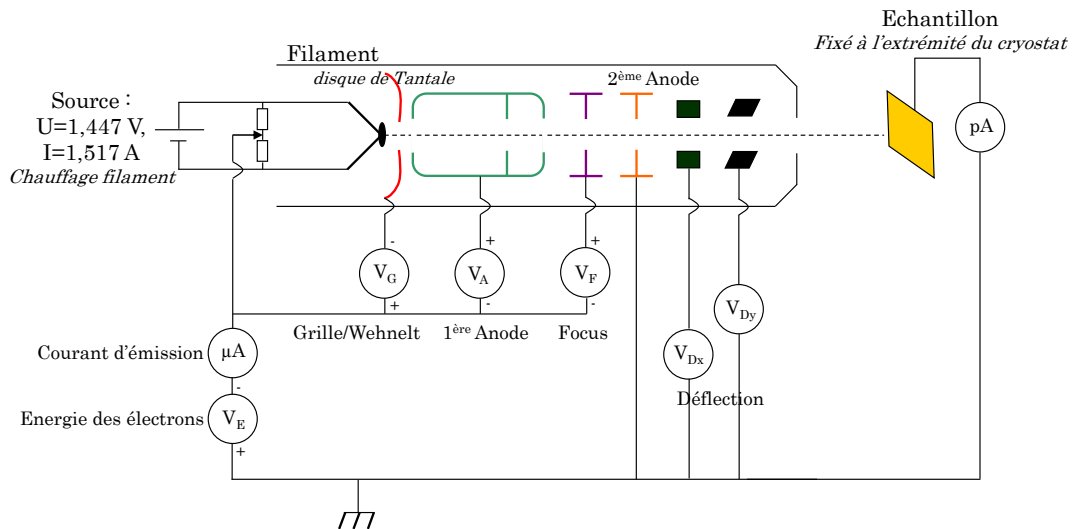 Echantillon
Fixé à l'extrémité du cryostat
Filament
disque de Tantale
2ème Anode
Source :
U=1,447 V,
I=1,517 A
Chauffage filament
pA
-
+
+
VG
VA
VF
+
-
-
VDy
Grille/Wehnelt
1ère Anode
Focus
VDx
Courant d'émission
µA
-
Déflection
Energie des électrons
VE
+